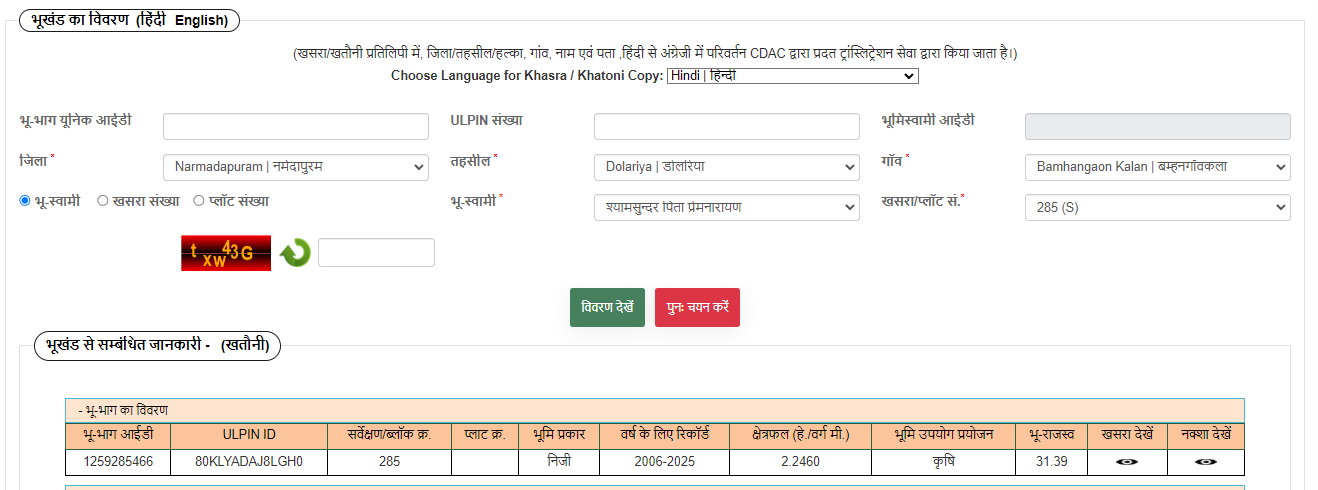 भूखंड का विवरण (हिंदी English)
(खसरा/खतौनी प्रतिलिपी में, जिला/तहसील/हल्का, गांव, नाम एवं पता ,हिंदी से अंग्रेजी में परिवर्तन CDAC द्वारा प्रदत ट्रांस्लिट्रेशन सेवा द्वारा किया जाता है।)
Choose Language for Khasra / Khatoni Copy: Hindi | हिन्दी
भू-भाग यूनिक आईडी ULPIN संख्या भूमिस्वामी आईडी
जिला * Narmadapuram | नर्मदापुरम तहसील * Dolariya | डोलरिया गाँव * Bamhangaon Kalan | बम्हनगाँवकला
भू-स्वामी खसरा संख्या प्लॉट संख्या भू-स्वामी * श्यामसुन्दर पिता प्रेमनारायण खसरा/प्लॉट सं.* 285 (S)
t xw43G
विवरण देखें पुनः चयन करें
भूखंड से सम्बंधित जानकारी - (खतौनी)
- भू-भाग का विवरण
भू-भाग आईडी ULPIN ID सर्वेक्षण/ब्लॉक क्र. प्लाट क्र. भूमि प्रकार वर्ष के लिए रिकॉर्ड क्षेत्रफल (हे./वर्ग मी.) भूमि उपयोग प्रयोजन भू-राजस्व खसरा देखें नक्शा देखें
1259285466 80KLYADAJ8LGH0 285 निजी 2006-2025 2.2460 कृषि 31.39